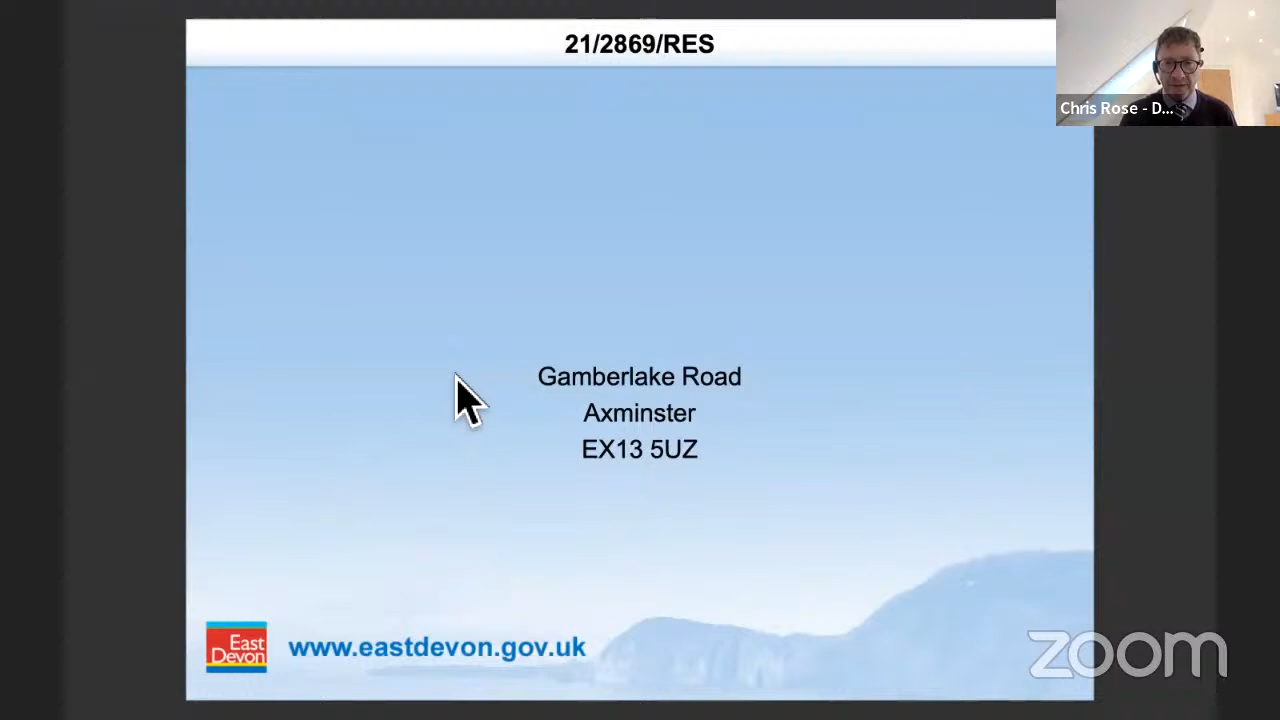 21/2869/RES
Chris Rose - D...
Gamberlake Road
Axminster
EX13 5UZ
East
Devon
www.eastdevon.gov.uk
zoom